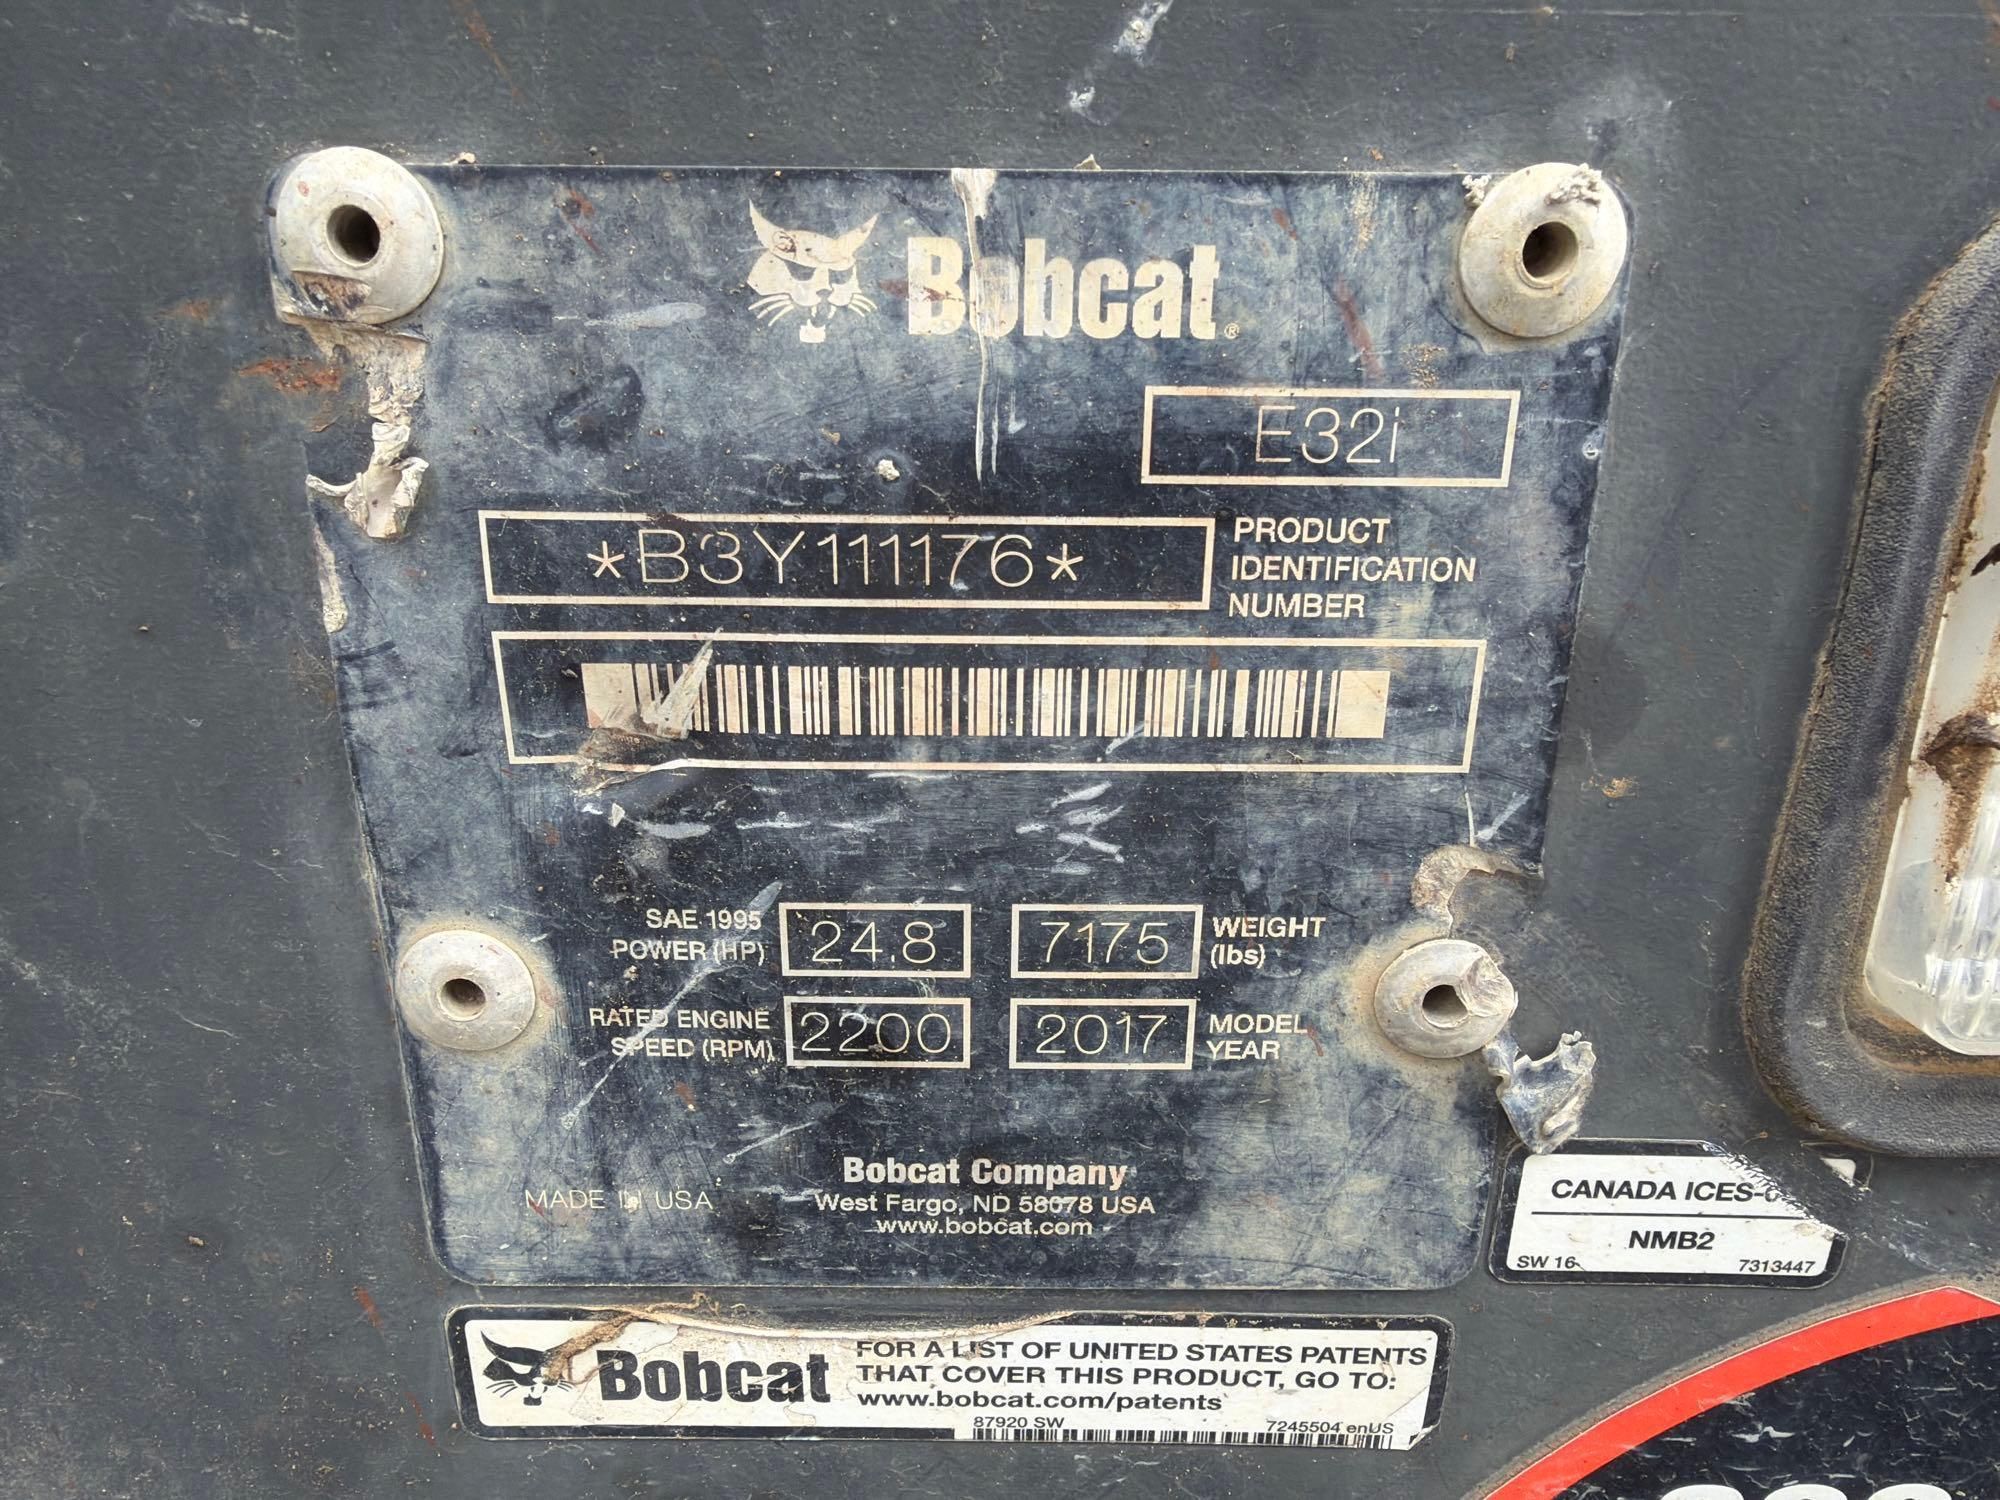 Bobcat®
E32i
*B3Y111176*
PRODUCT
IDENTIFICATION
NUMBER
SAE 1995
POWER (HP)
24.8
7175
WEIGHT
(lbs)
RATED ENGINE
SPEED (RPM)
2200
2017
MODEL
YEAR
MADE IN USA
Bobcat Company
West Fargo, ND 58078 USA
www.bobcat.com
CANADA ICES-
NMB2
SW 16
7313447
Bobcat
FOR A LIST OF UNITED STATES PATENTS
THAT COVER THIS PRODUCT, GO TO:
www.bobcat.com/patents
87920 SW
7245504 enUS